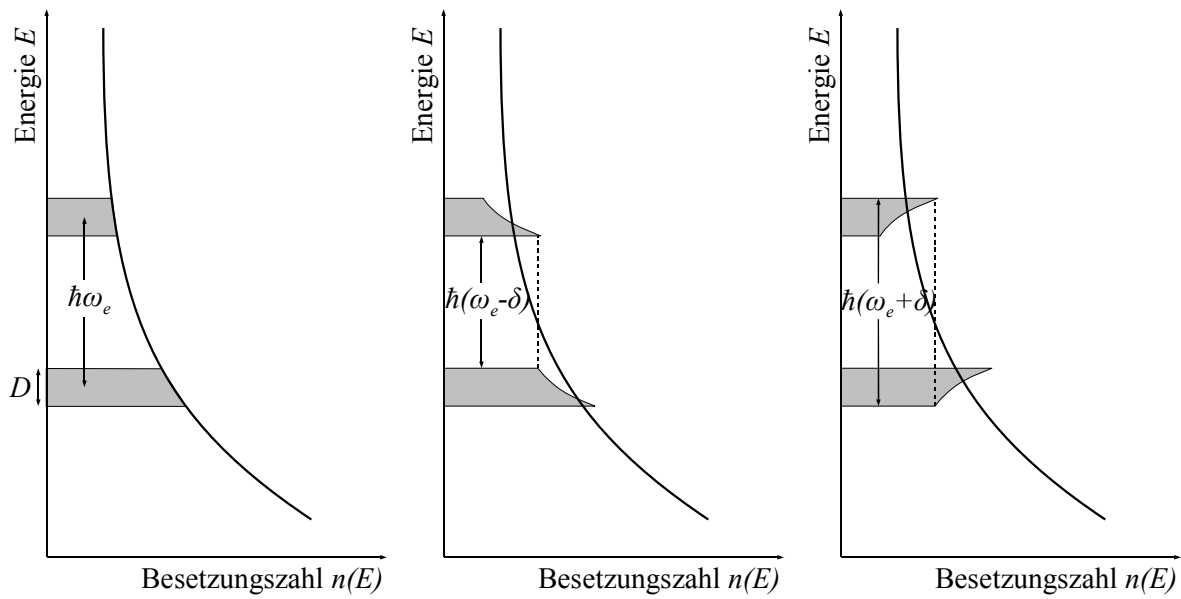 Energie E
ħω_e
D
Besetzungszahl n(E)
Energie E
ħ(ω_e-δ)
Besetzungszahl n(E)
Energie E
ħ(ω_e+δ)
Besetzungszahl n(E)